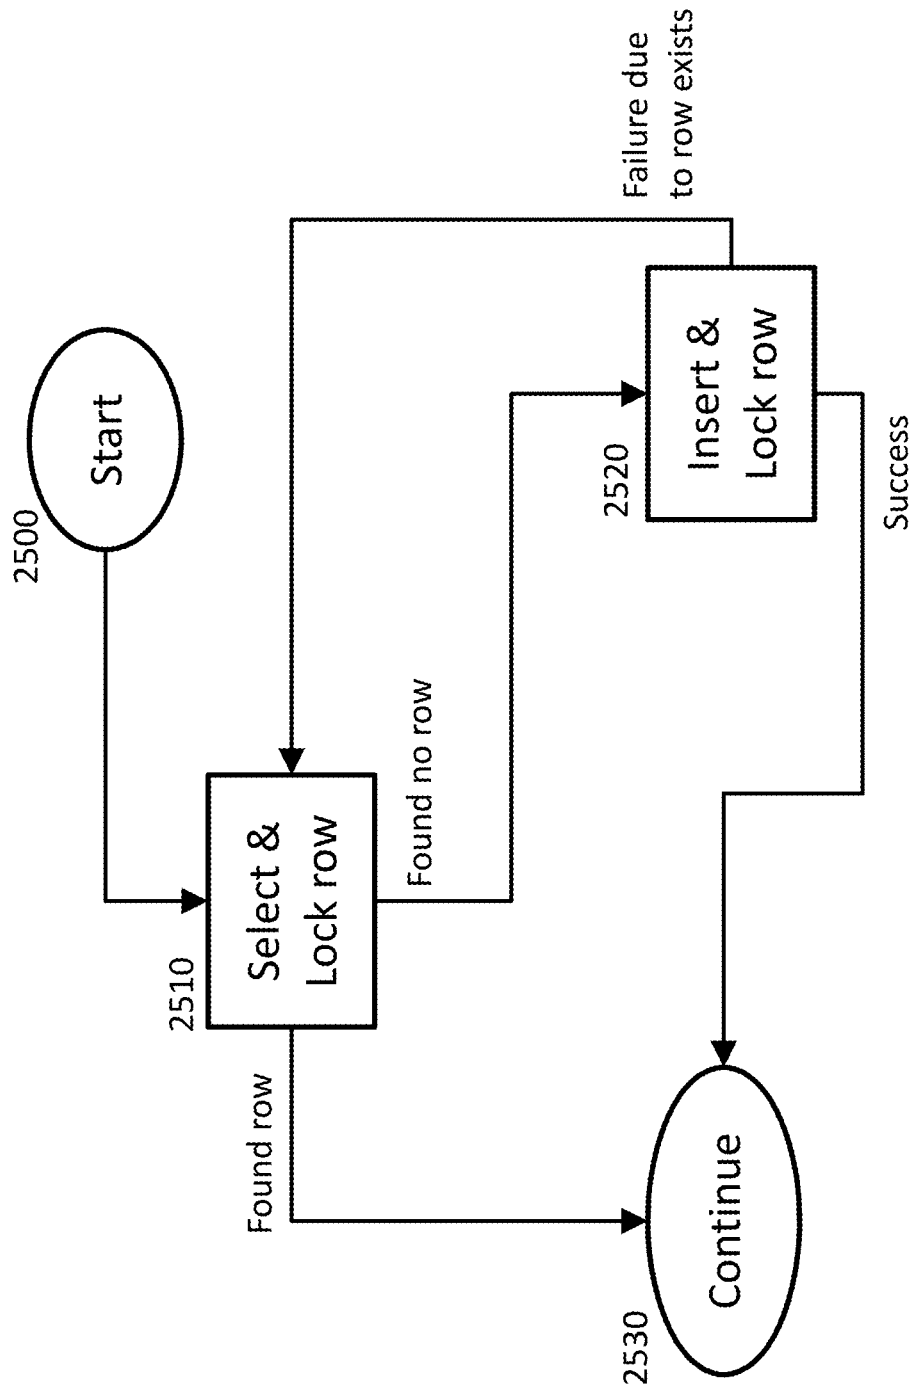 2500
Start
2510
Select &
Lock row
Found row
Found no row
2520
Insert &
Lock row
Failure due
to row exists
Success
2530
Continue